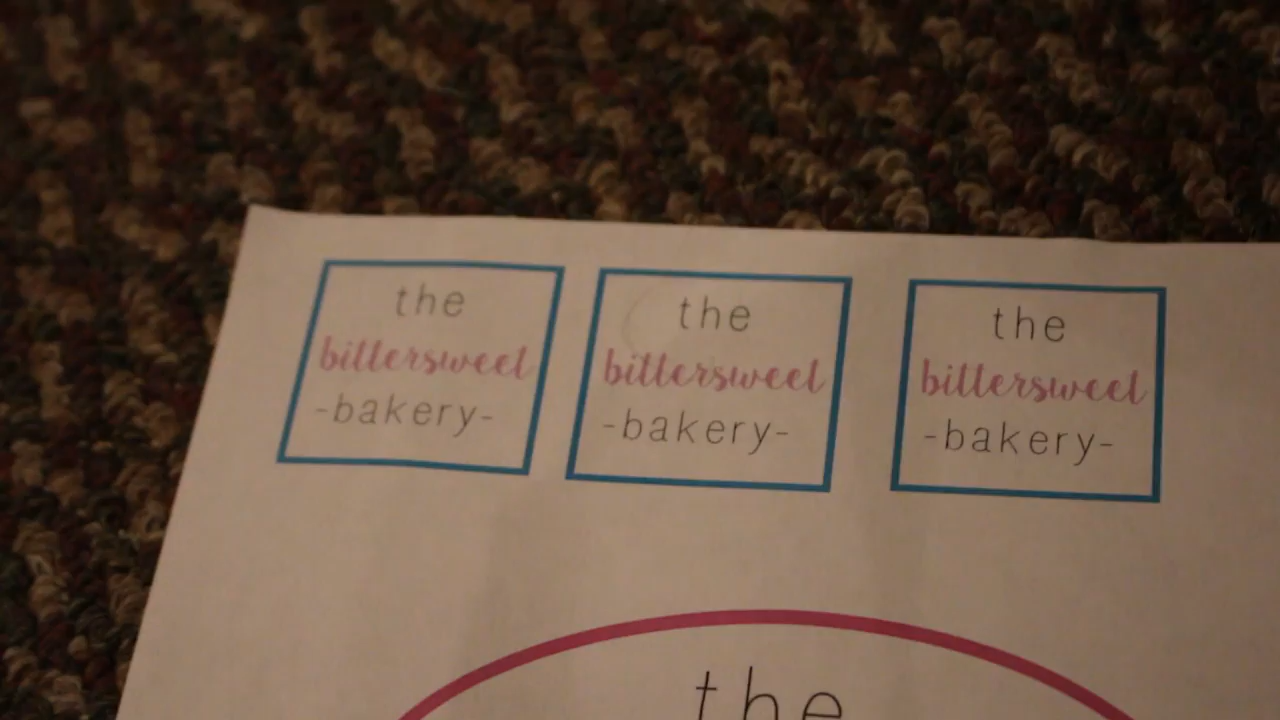 the
bittersweet
-bakery-
the
bittersweet
-bakery-
the
bittersweet
-bakery-
the